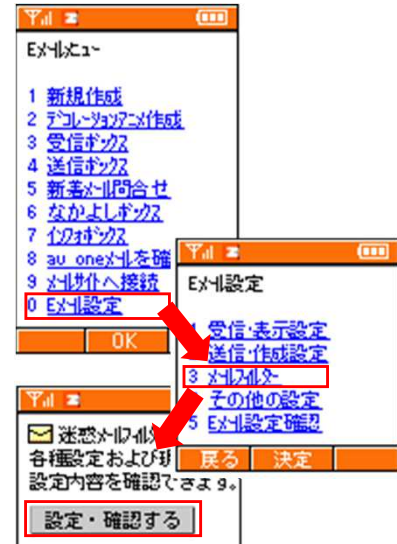 Eメールメニュー
1 新規作成
2 デコレーションアニメ作成
3 受信ボックス
4 送信ボックス
5 新着メール問合せ
6 なかよしボックス
7 インフォボックス
8 au oneメールを確
9 メールサイトへ接続
0 Eメール設定
OK
Eメール設定
受信・表示設定
送信・作成設定
3 メールフィルター
その他の設定
5 Eメール設定確認
戻る 決定
迷惑メールフィル
各種設定および
設定内容を確認できます。
設定・確認する